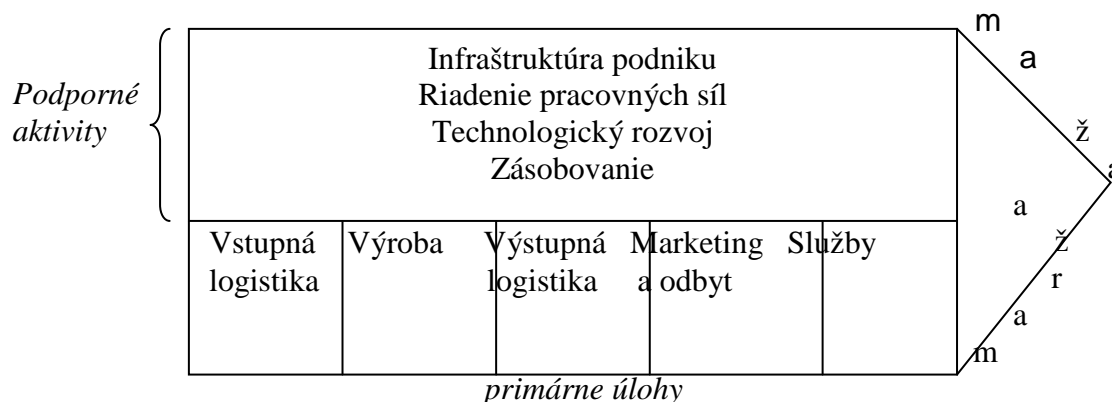 Podporné
aktivity
Infraštruktúra podniku
Riadenie pracovných síl
Technologický rozvoj
Zásobovanie
Vstupná
logistika
Výroba
Výstupná
logistika
Marketing
a odbyt
Služby
primárne úlohy
m
a
ž
a
a
ž
r
a
m